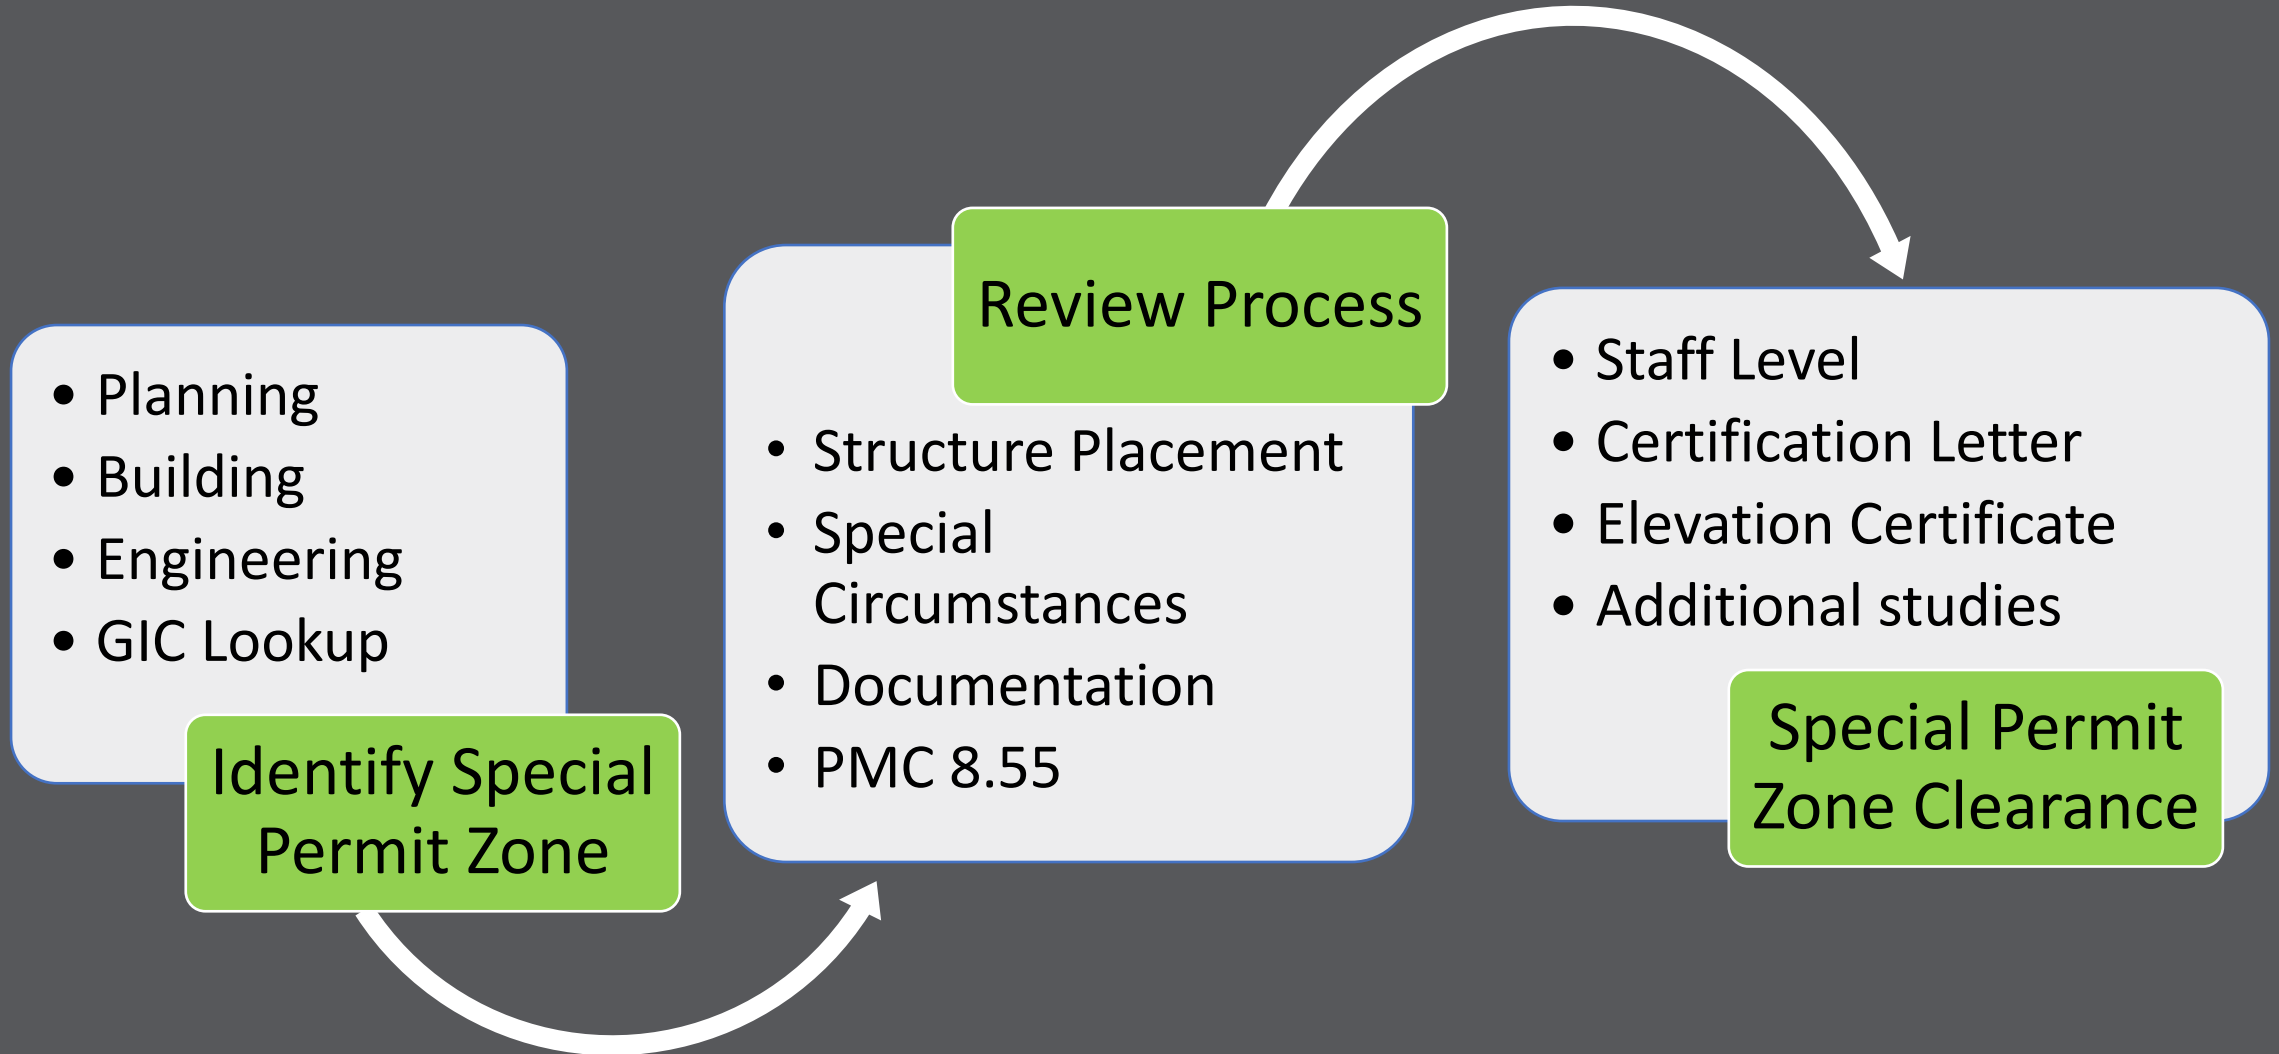 • Planning
• Building
• Engineering
• GIC Lookup
Identify Special
Permit Zone
Review Process
• Structure Placement
• Special
Circumstances
• Documentation
• PMC 8.55
• Staff Level
• Certification Letter
• Elevation Certificate
• Additional studies
Special Permit
Zone Clearance